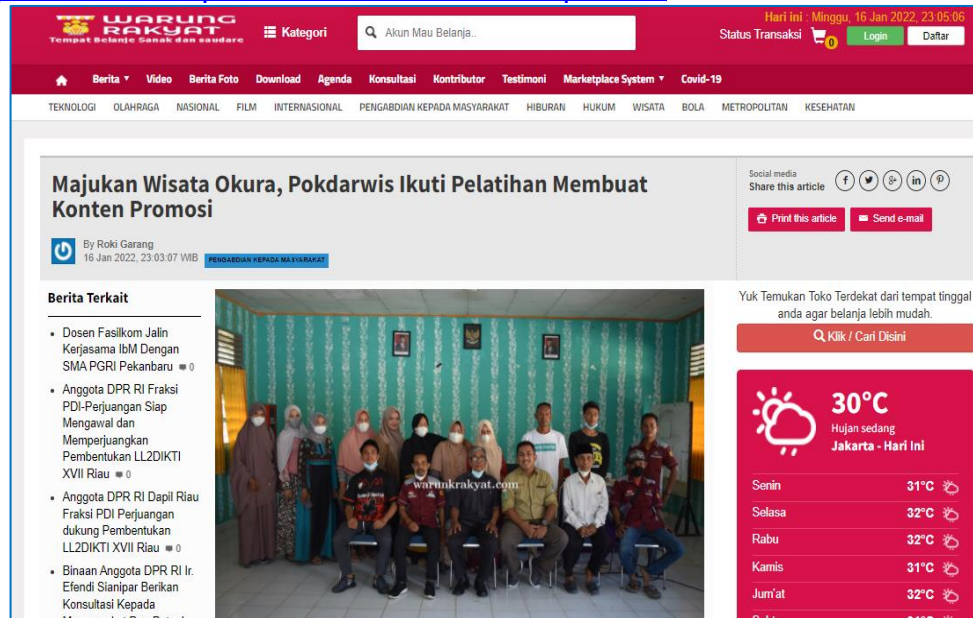 WARUNG
RAKYAT
Tempat Belanje Sanak dan saudare
Kategori
Akun Mau Belanja..
Hari ini : Minggu, 16 Jan 2022, 23:05:06
Status Transaksi 0 Login Daftar
Berita Video Berita Foto Download Agenda Konsultasi Kontributor Testimoni Marketplace System Covid-19
TEKNOLOGI OLAHRAGA NASIONAL FILM INTERNASIONAL PENGABDIAN KEPADA MASYARAKAT HIBURAN HUKUM WISATA BOLA METROPOLITAN KESEHATAN
Majukan Wisata Okura, Pokdarwis Ikuti Pelatihan Membuat
Konten Promosi
By Roki Garang
16 Jan 2022, 23:03:07 WIB PENGABDIAN KEPADA MASYARAKAT
Social media
Share this article
Print this article Send e-mail
Berita Terkait
Dosen Fasilkom Jalin
Kerjasama IbM Dengan
SMA PGRI Pekanbaru 0
Anggota DPR RI Fraksi
PDI-Perjuangan Siap
Mengawal dan
Memperjuangkan
Pembentukan LL2DIKTI
XVII Riau 0
Anggota DPR RI Dapil Riau
Fraksi PDI Perjuangan
dukung Pembentukan
LL2DIKTI XVII Riau 0
Binaan Anggota DPR RI Ir.
Efendi Sianipar Berikan
Konsultasi Kepada
warunkrakyat.com
Yuk Temukan Toko Terdekat dari tempat tinggal
anda agar belanja lebih mudah.
Klik / Cari Disini
30°C
Hujan sedang
Jakarta - Hari Ini
Senin 31°C
Selasa 32°C
Rabu 32°C
Kamis 31°C
Jum'at 32°C